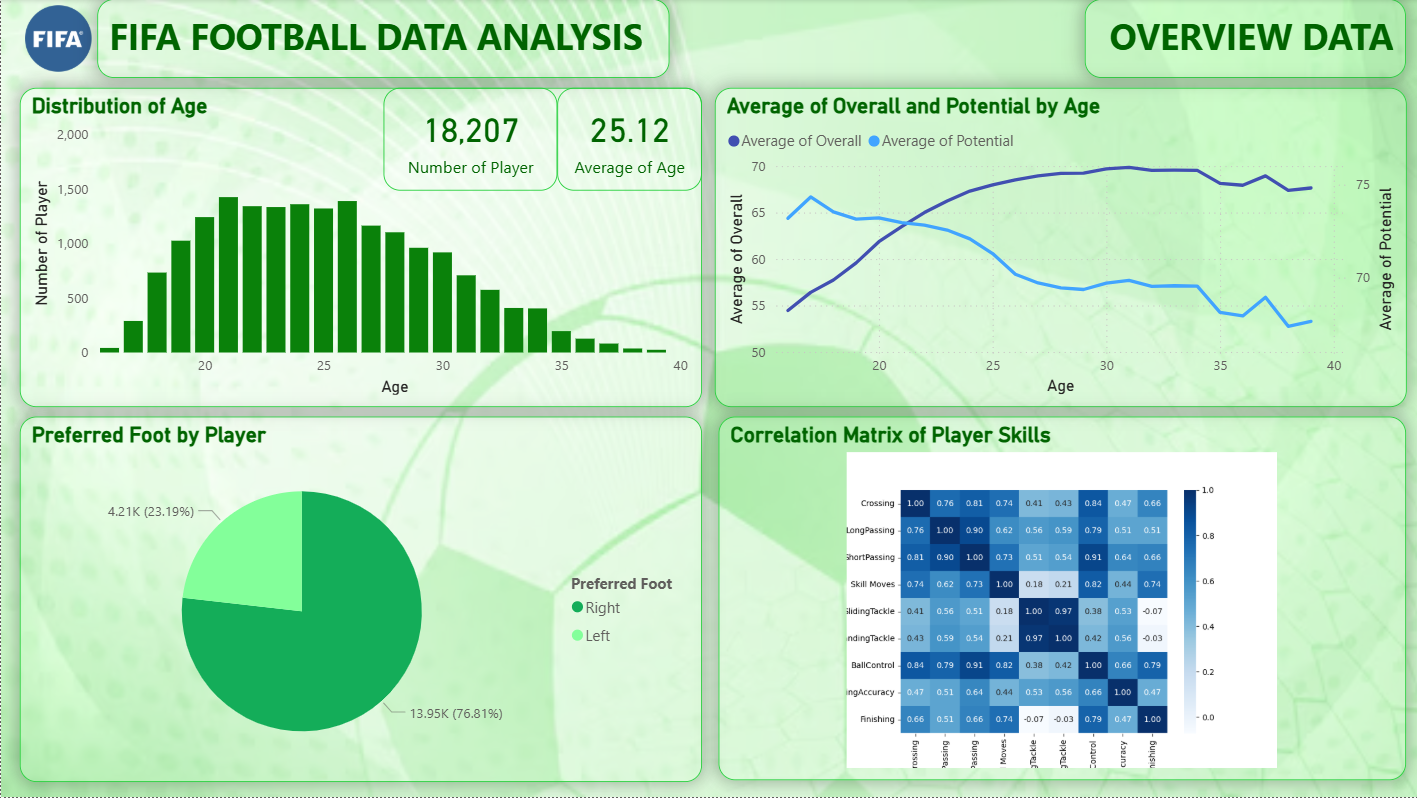 FIFA
FIFA FOOTBALL DATA ANALYSIS
OVERVIEW DATA
Distribution of Age
18,207
Number of Player
25.12
Average of Age
Number of Player
2,000
1,500
1,000
500
0
20 25 30 35 40
Age
Average of Overall and Potential by Age
Average of Overall Average of Potential
Average of Overall
70
65
60
55
50
75
70
Average of Potential
20 25 30 35 40
Age
Preferred Foot by Player
4.21K (23.19%)
13.95K (76.81%)
Preferred Foot
Right
Left
Correlation Matrix of Player Skills
Crossing 1.00 0.76 0.81 0.74 0.41 0.43 0.84 0.47 0.66
LongPassing 0.76 1.00 0.90 0.62 0.56 0.59 0.79 0.51 0.51
ShortPassing 0.81 0.90 1.00 0.73 0.51 0.54 0.91 0.64 0.66
Skill Moves 0.74 0.62 0.73 1.00 0.18 0.21 0.82 0.44 0.74
SlidingTackle 0.41 0.56 0.51 0.18 1.00 0.97 0.38 0.53 -0.07
ndingTackle 0.43 0.59 0.54 0.21 0.97 1.00 0.42 0.56 -0.03
BallControl 0.84 0.79 0.91 0.82 0.38 0.42 1.00 0.66 0.79
ngAccuracy 0.47 0.51 0.64 0.44 0.53 0.56 0.66 1.00 0.47
Finishing 0.66 0.51 0.66 0.74 -0.07 -0.03 0.79 0.47 1.00
rossing
Passing
Passing
Moves
gTackle
gTackle
Control
curacy
nishing
1.0
0.8
0.6
0.4
0.2
0.0